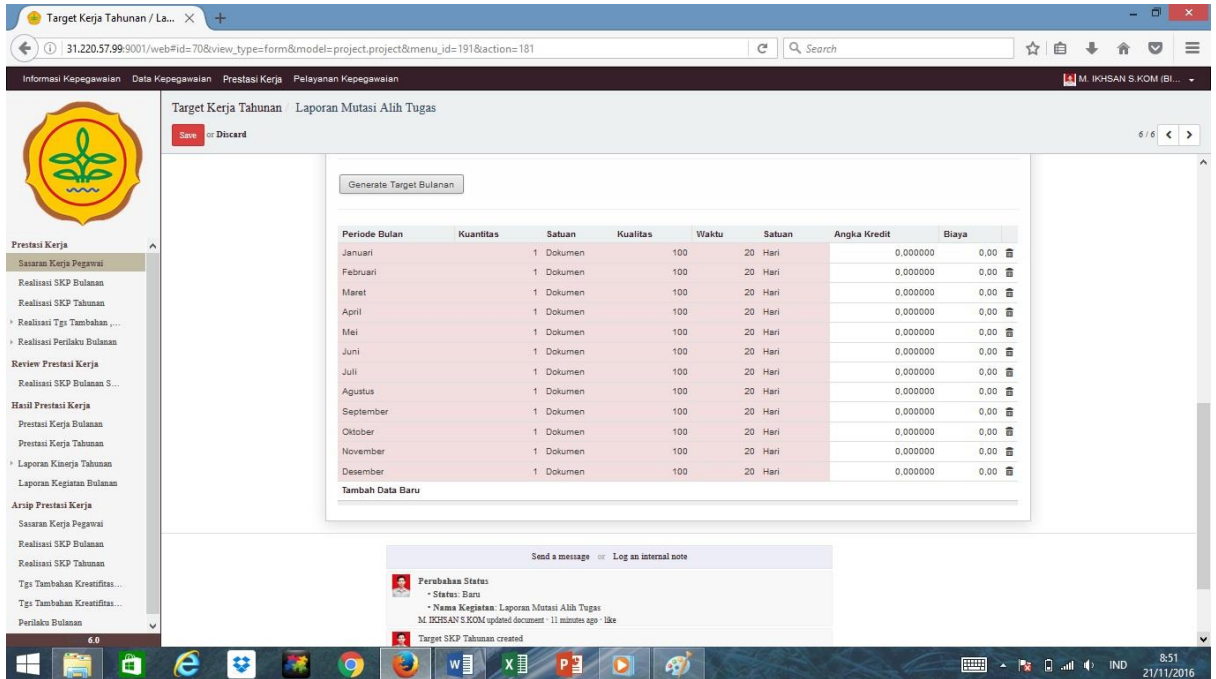 Target Kerja Tahunan / La...
31.220.57.99:9001/web#id=70&view_type=form&model=project.project&menu_id=191&action=181
Search
Informasi Kepegawaian Data Kepegawaian Prestasi Kerja Pelayanan Kepegawaian
M. IKHSAN S.KOM (BI...
Target Kerja Tahunan / Laporan Mutasi Alih Tugas
Save or Discard
6 / 6
Generate Target Bulanan
Periode Bulan Kuantitas Satuan Kualitas Waktu Satuan Angka Kredit Biaya
Januari 1 Dokumen 100 20 Hari 0,000000 0,00
Februari 1 Dokumen 100 20 Hari 0,000000 0,00
Maret 1 Dokumen 100 20 Hari 0,000000 0,00
April 1 Dokumen 100 20 Hari 0,000000 0,00
Mei 1 Dokumen 100 20 Hari 0,000000 0,00
Juni 1 Dokumen 100 20 Hari 0,000000 0,00
Juli 1 Dokumen 100 20 Hari 0,000000 0,00
Agustus 1 Dokumen 100 20 Hari 0,000000 0,00
September 1 Dokumen 100 20 Hari 0,000000 0,00
Oktober 1 Dokumen 100 20 Hari 0,000000 0,00
November 1 Dokumen 100 20 Hari 0,000000 0,00
Desember 1 Dokumen 100 20 Hari 0,000000 0,00
Tambah Data Baru
Prestasi Kerja
Sasaran Kerja Pegawai
Realisasi SKP Bulanan
Realisasi SKP Tahunan
Realisasi Tgs Tambahan ,...
Realisasi Perilaku Bulanan
Review Prestasi Kerja
Realisasi SKP Bulanan S...
Hasil Prestasi Kerja
Prestasi Kerja Bulanan
Prestasi Kerja Tahunan
Laporan Kinerja Tahunan
Laporan Kegiatan Bulanan
Arsip Prestasi Kerja
Sasaran Kerja Pegawai
Realisasi SKP Bulanan
Realisasi SKP Tahunan
Tgs Tambahan Kreatifitas...
Tgs Tambahan Kreatifitas...
Perilaku Bulanan
6.0
Send a message or Log an internal note
Perubahan Status
• Status: Baru
• Nama Kegiatan: Laporan Mutasi Alih Tugas
M. IKHSAN S.KOM updated document · 11 minutes ago · like
Target SKP Tahunan created
IND
8:51
21/11/2016